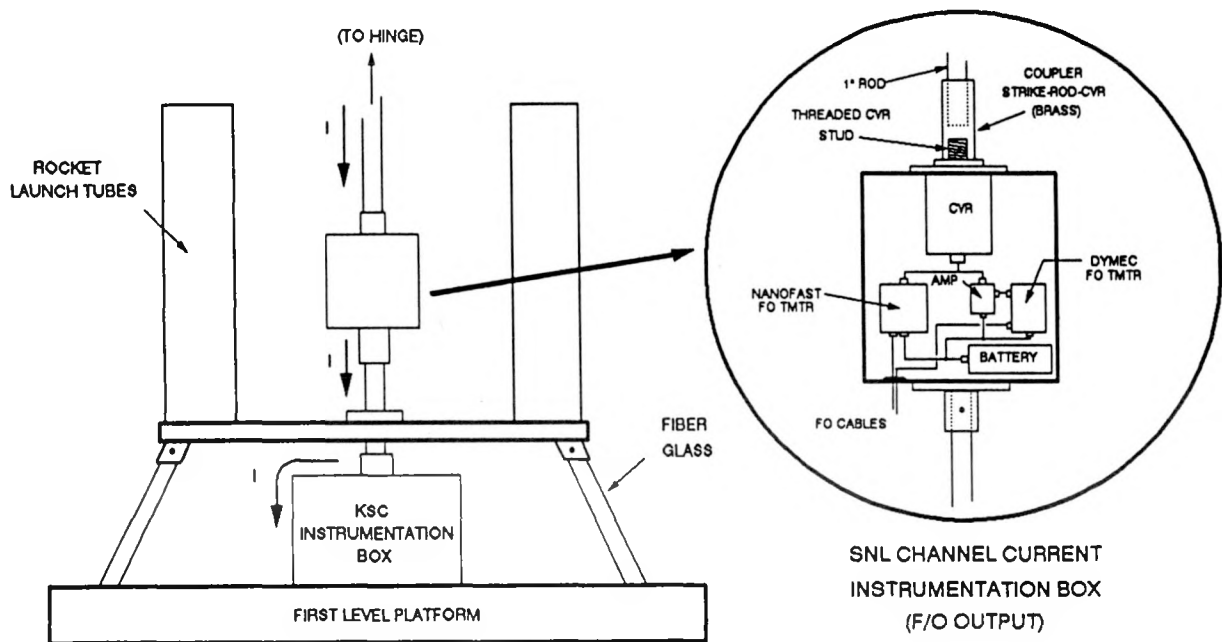 (TO HINGE)
I
ROCKET
LAUNCH TUBES
I
I
FIBER
GLASS
KSC
INSTRUMENTATION
BOX
FIRST LEVEL PLATFORM
1" ROD
COUPLER
STRIKE-ROD-CVR
(BRASS)
THREADED CVR
STUD
CVR
AMP
DYMEC
FO TMTR
NANOFAST
FO TMTR
BATTERY
FO CABLES
SNL CHANNEL CURRENT
INSTRUMENTATION BOX
(F/O OUTPUT)